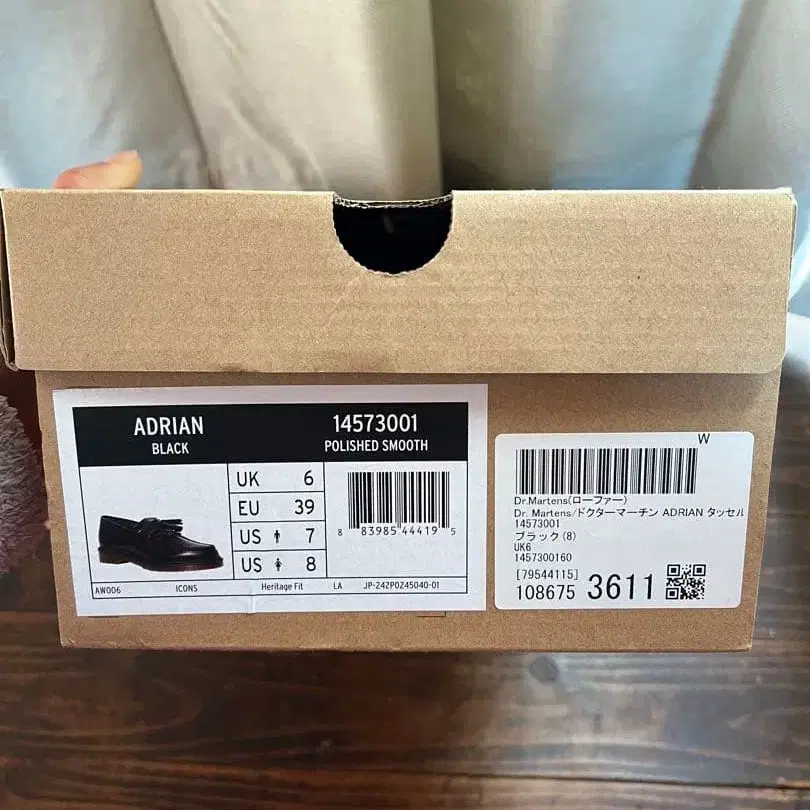 ADRIAN
BLACK
14573001
POLISHED SMOOTH
UK 6
EU 39
US 7
US 8
8 83985 44419 5
AW006 ICONS Heritage Fit LA JP-242P0245040-01
W
Dr.Martens(ローファー)
Dr. Martens/ドクターマーチン ADRIAN タッセル
14573001
ブラック(8)
UK6
1457300160
[79544115]
108675 3611